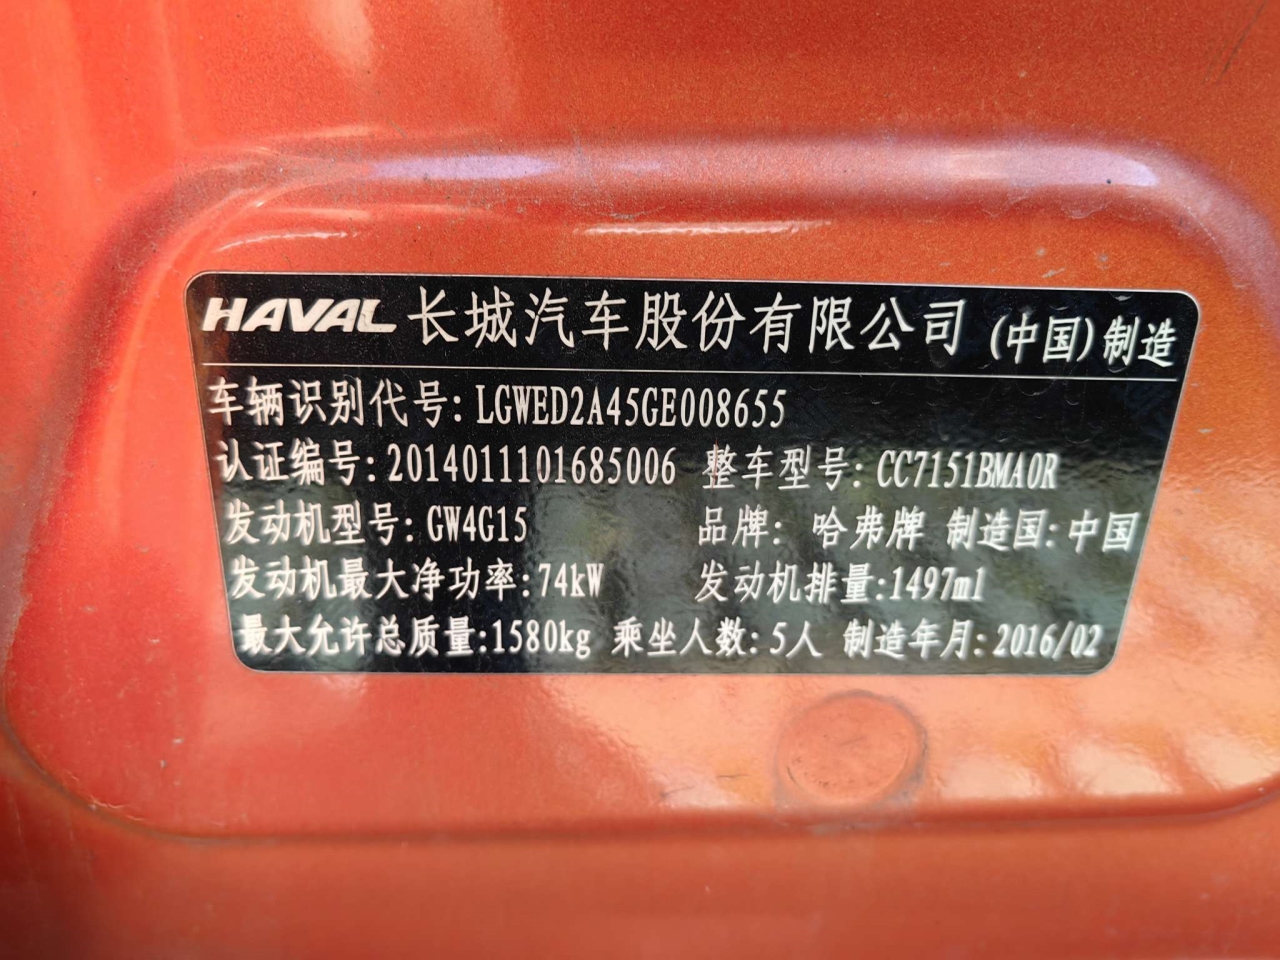 HAVAL 长城汽车股份有限公司 (中国)制造
车辆识别代号: LGWED2A45GE008655
认证编号: 2014011101685006 整车型号: CC7151BMA0R
发动机型号: GW4G15 品牌: 哈弗牌 制造国: 中国
发动机最大净功率: 74kW 发动机排量: 1497ml
最大允许总质量: 1580kg 乘坐人数: 5人 制造年月: 2016/02